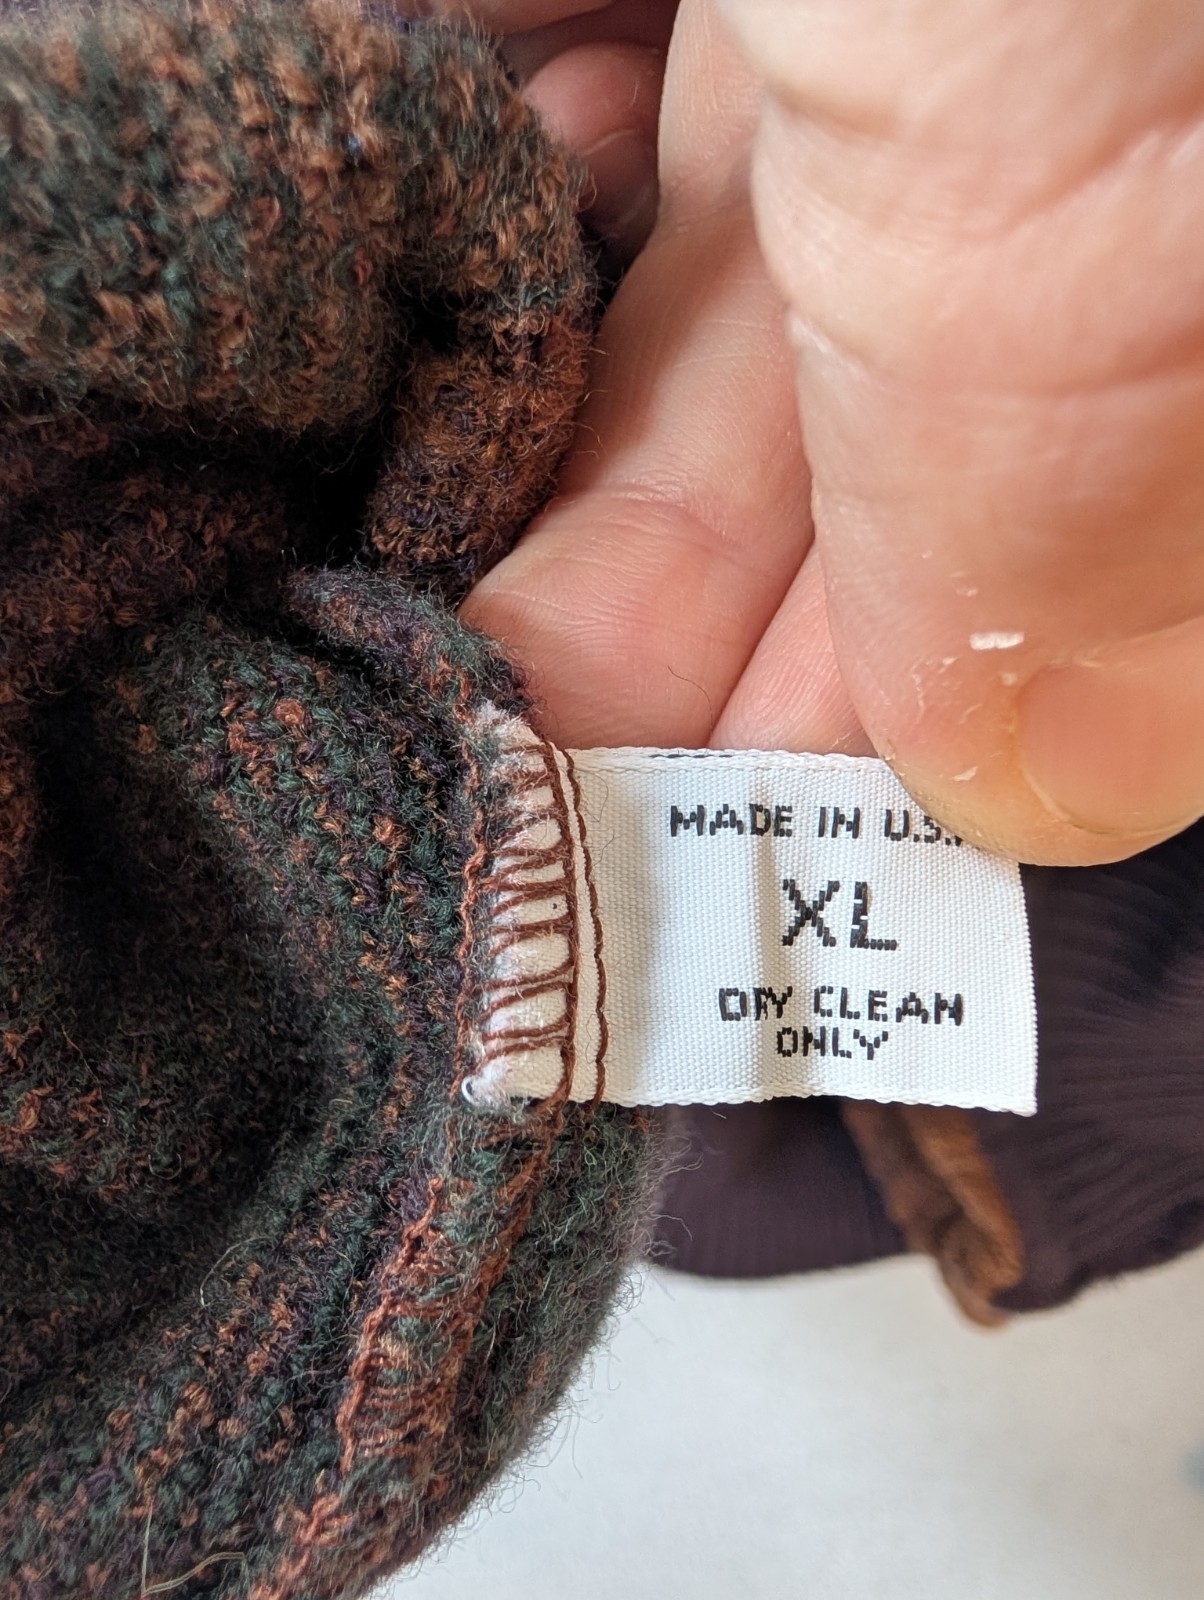 MADE IN U.S.
XL
DRY CLEAN
ONLY